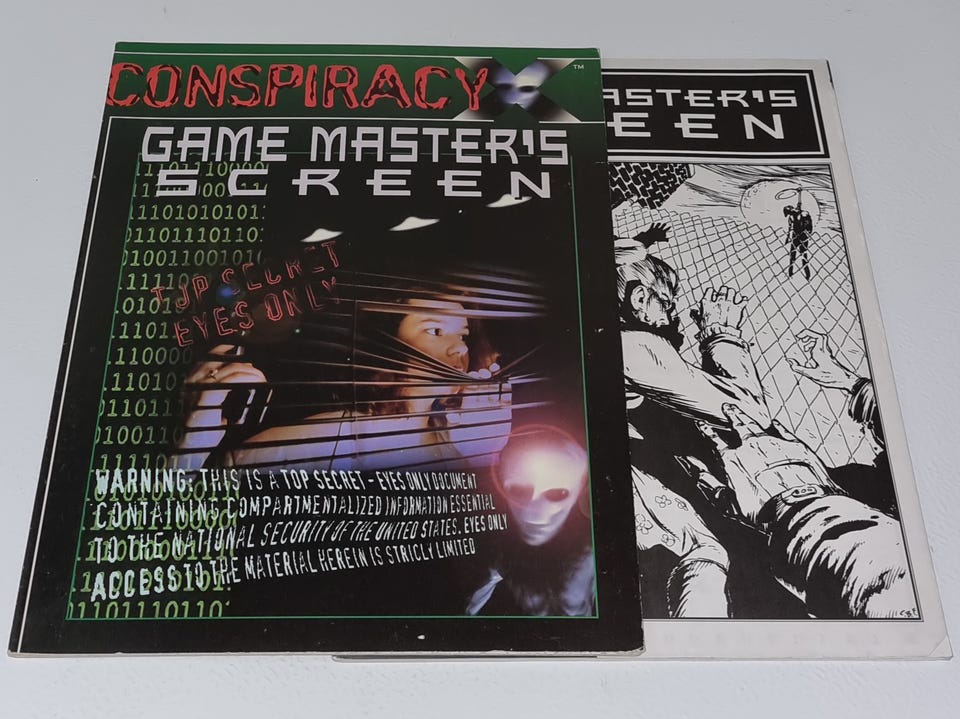 CONSPIRACY X ™
GAME MASTER'S
SCREEN
TOP SECRET
EYES ONLY
WARNING: THIS IS A TOP SECRET - EYES ONLY DOCUMENT
CONTAINING COMPARTMENTALIZED INFORMATION ESSENTIAL
TO THE NATIONAL SECURITY OF THE UNITED STATES. EYES ONLY
ACCESS TO THE MATERIAL HEREIN IS STRICLY LIMITED
ASTER'S
EEN